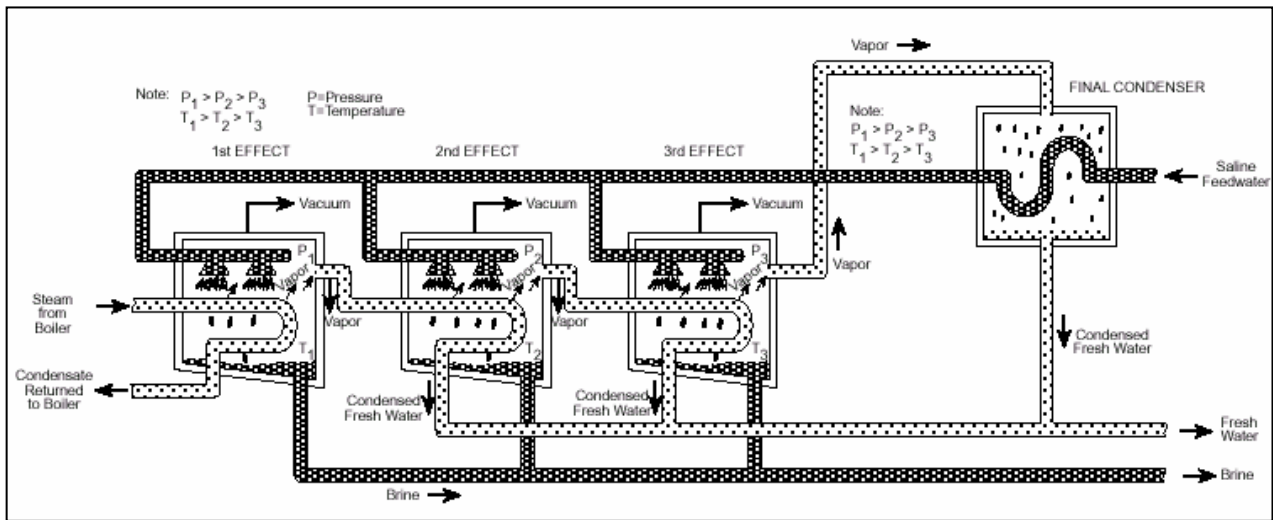 Vapor
FINAL CONDENSER
Note: P1 > P2 > P3
T1 > T2 > T3
P=Pressure
T=Temperature
Note:
P1 > P2 > P3
T1 > T2 > T3
1st EFFECT
2nd EFFECT
3rd EFFECT
Saline
Feedwater
Vacuum
Vacuum
Vacuum
P1
Vapor
P2
Vapor
P3
Vapor
Vapor
Steam
from
Boiler
Vapor
Vapor
T1
T2
T3
Condensate
Returned
to Boiler
Condensed
Fresh Water
Condensed
Fresh Water
Condensed
Fresh Water
Fresh
Water
Brine
Brine